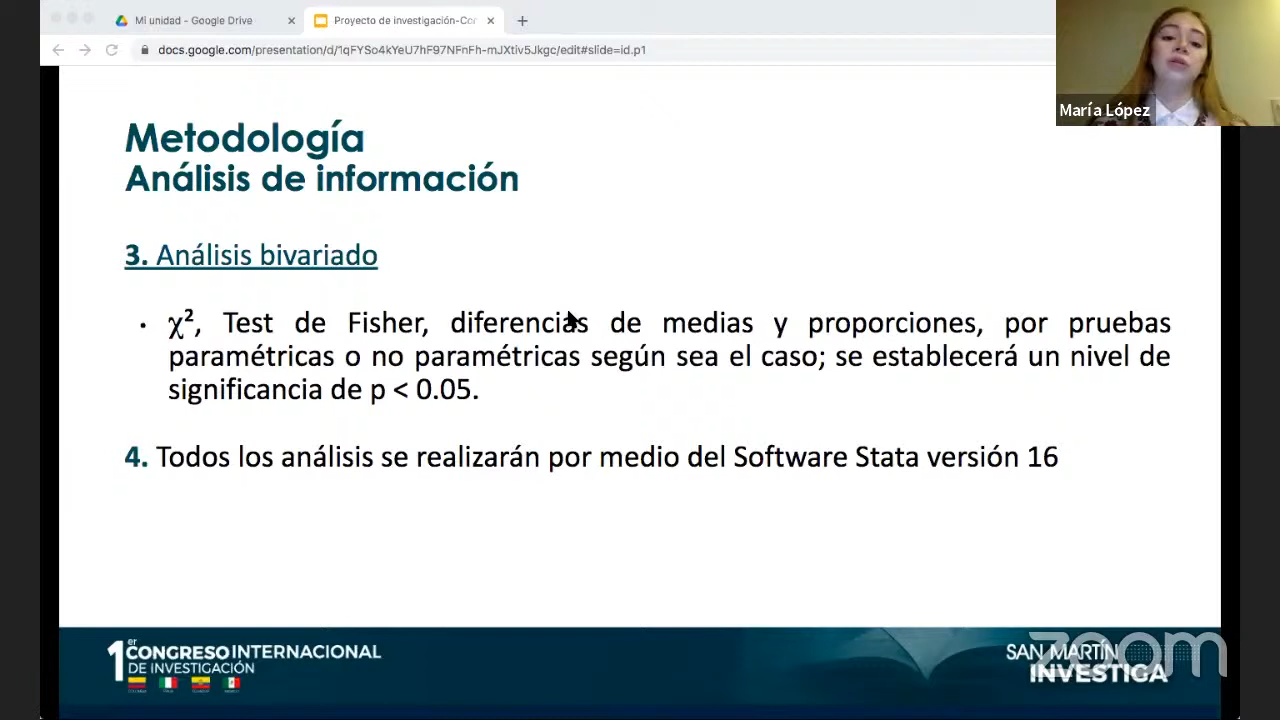 Mi unidad - Google Drive
Proyecto de investigación-Cor
docs.google.com/presentation/d/1qFYSo4kYeU7hF97NFnFh-mJXtiv5Jkgc/edit#slide=id.p1
María López
Metodología
Análisis de información
3. Análisis bivariado
• χ², Test de Fisher, diferencias de medias y proporciones, por pruebas
paramétricas o no paramétricas según sea el caso; se establecerá un nivel de
significancia de p < 0.05.
4. Todos los análisis se realizarán por medio del Software Stata versión 16
1er CONGRESO INTERNACIONAL
DE INVESTIGACIÓN
COLOMBIA
SAN MARTÍN
INVESTIGA
zoom